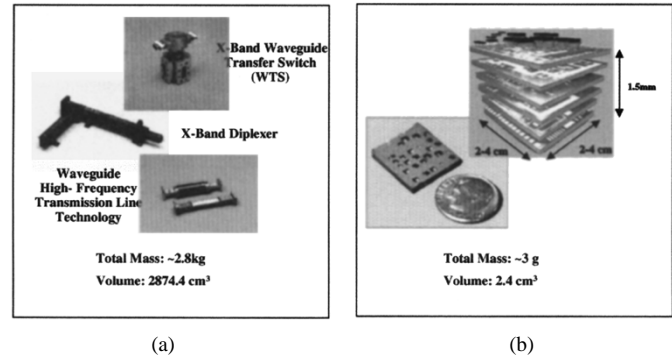 X-Band Waveguide
Transfer Switch
(WTS)
X-Band Diplexer
Waveguide
High- Frequency
Transmission Line
Technology
Total Mass: ~2.8kg
Volume: 2874.4 cm³
(a)
1.5mm
2-4 cm
2-4 cm
Total Mass: ~3 g
Volume: 2.4 cm³
(b)